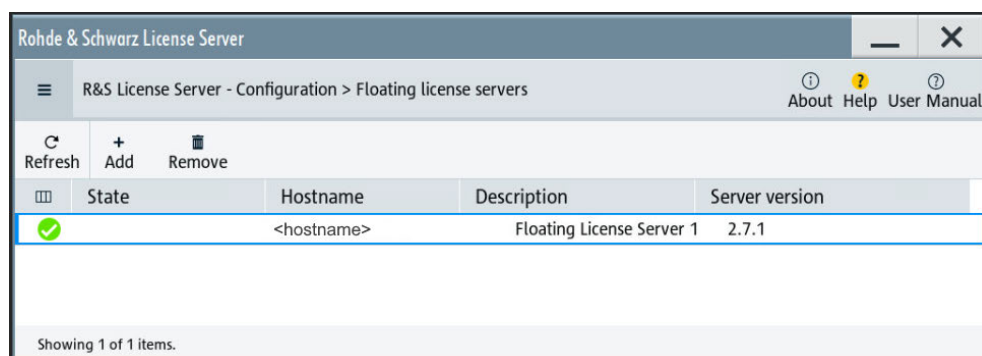 Rohde & Schwarz License Server
≡ R&S License Server - Configuration > Floating license servers
About Help User Manual
Refresh Add Remove
State Hostname Description Server version
<hostname> Floating License Server 1 2.7.1
Showing 1 of 1 items.